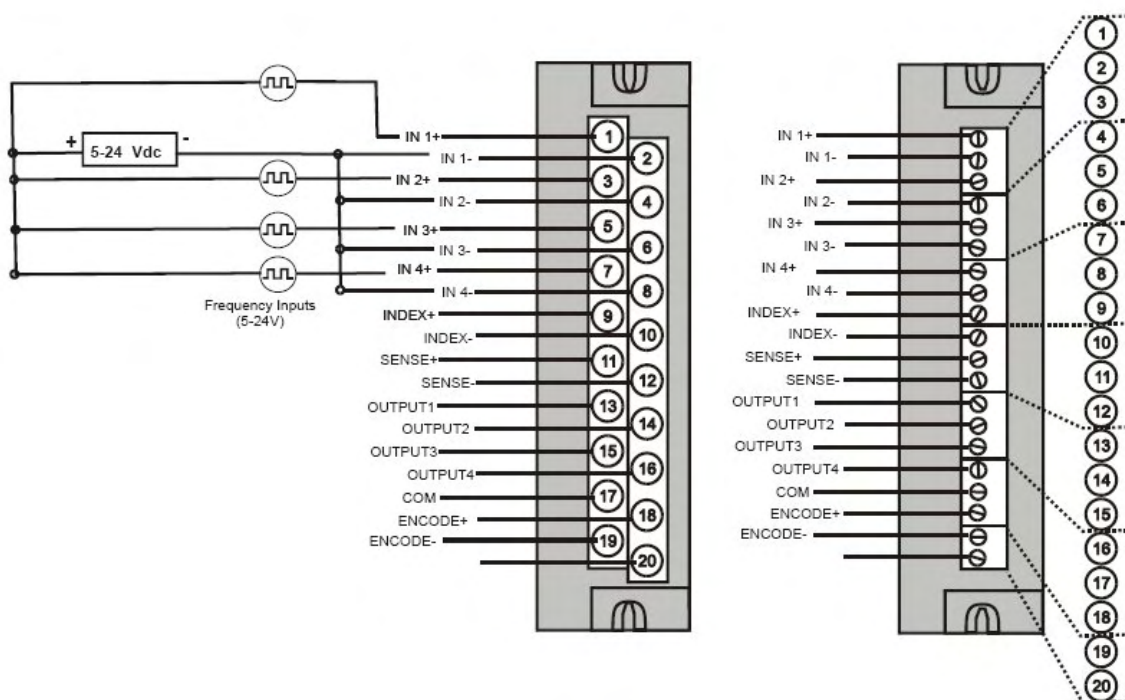 + 5-24 Vdc -
Frequency Inputs
(5-24V)
IN 1+
IN 1-
IN 2+
IN 2-
IN 3+
IN 3-
IN 4+
IN 4-
INDEX+
INDEX-
SENSE+
SENSE-
OUTPUT1
OUTPUT2
OUTPUT3
OUTPUT4
COM
ENCODE+
ENCODE-
1
2
3
4
5
6
7
8
9
10
11
12
13
14
15
16
17
18
19
20
IN 1+
IN 1-
IN 2+
IN 2-
IN 3+
IN 3-
IN 4+
IN 4-
INDEX+
INDEX-
SENSE+
SENSE-
OUTPUT1
OUTPUT2
OUTPUT3
OUTPUT4
COM
ENCODE+
ENCODE-
1
2
3
4
5
6
7
8
9
10
11
12
13
14
15
16
17
18
19
20